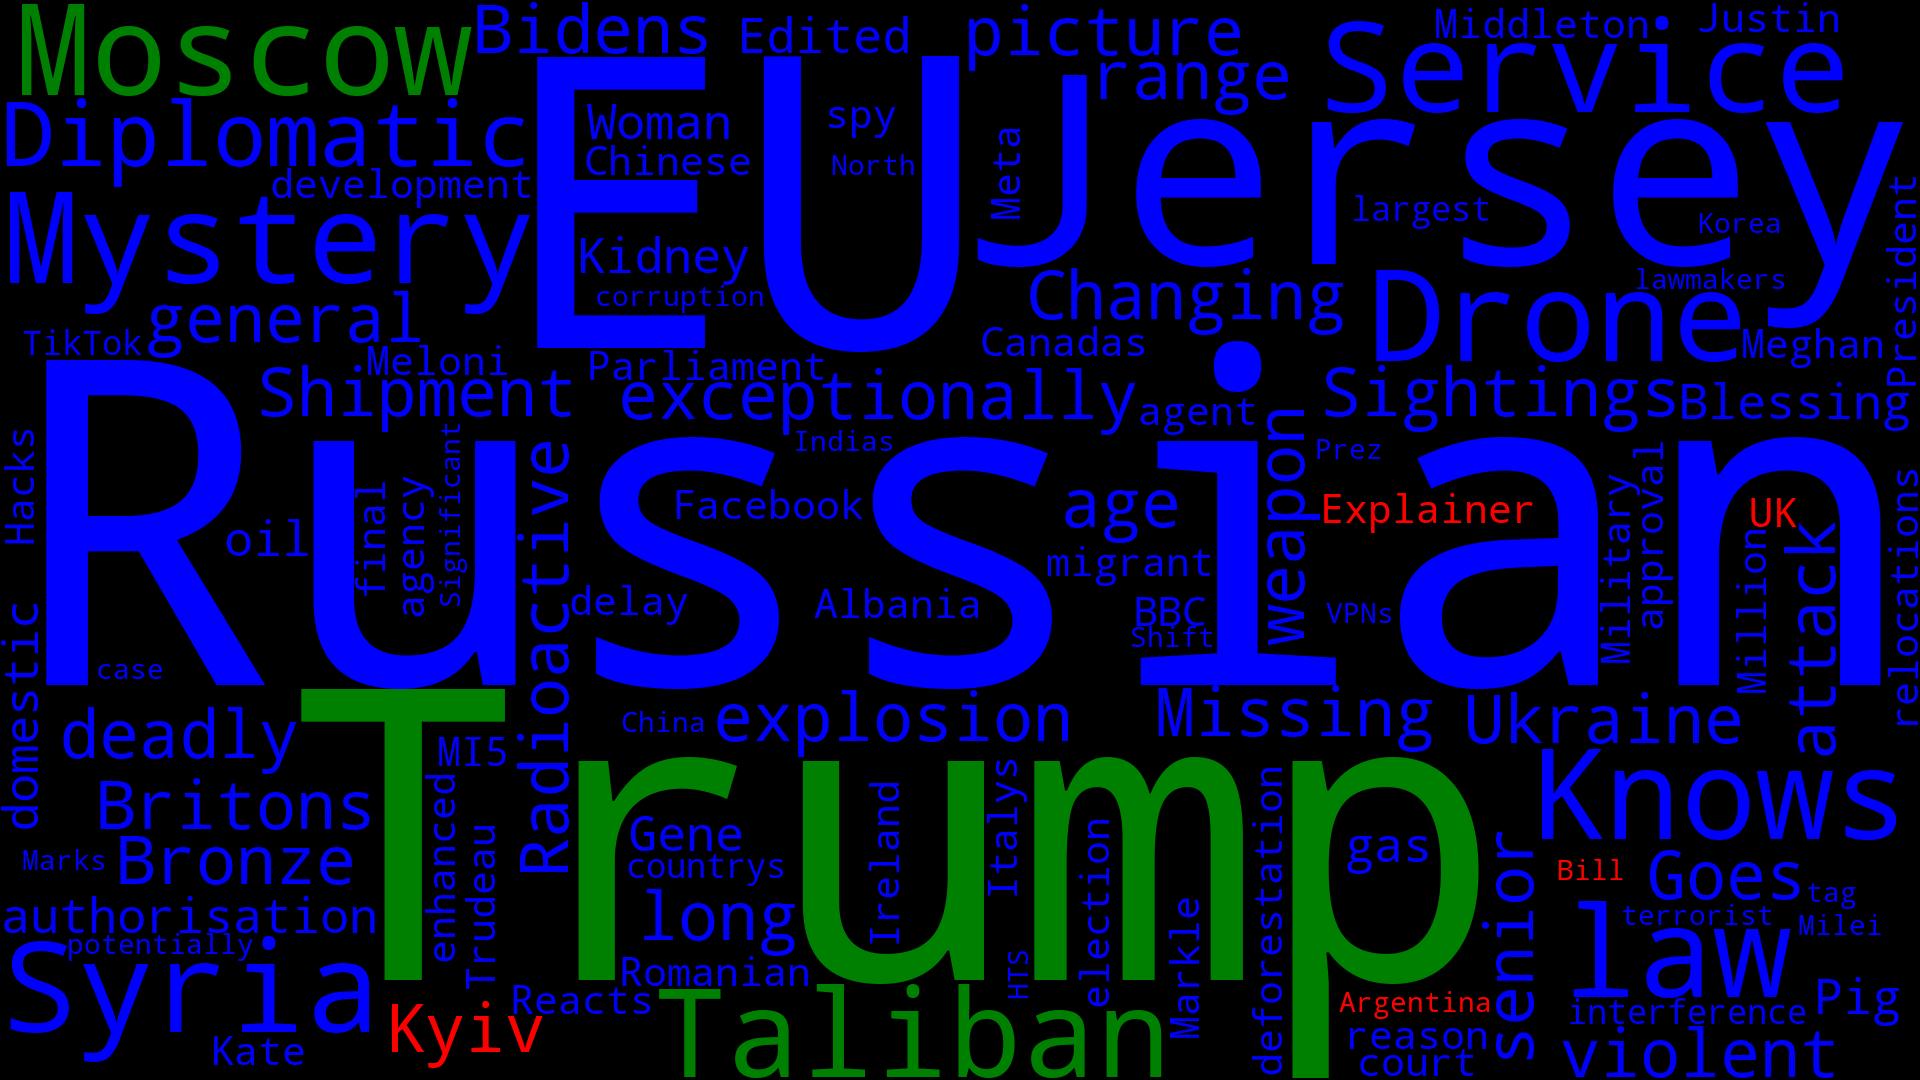 Moscow
Bidens
Edited
picture
Middleton
Justin
Service
range
Diplomatic
EU
Jersey
Woman
spy
Chinese
North
Meta
development
Mystery
largest
Korea
President
Kidney
corruption
Changing
Drone
lawmakers
general
TikTok
Meloni
Canadas
Meghan
Shipment
Parliament
exceptionally
agent
Sightings
Blessing
Russian
Hacks
Indias
weapon
Prez
final
agency
Significant
Radioactive
Facebook
age
Explainer
UK
Military
approval
Million
attack
relocations
oil
migrant
delay
Albania
BBC
Shift
VPNs
domestic
case
deadly
Trump
MI5
China
explosion
Missing
Ukraine
Knows
Britons
enhanced
Trudeau
Gene
countrys
Ireland
Italys
election
deforestation
gas
senior
Marks
Bronze
Bill
Goes
tag
long
authorisation
potentially
terrorist
law
Milei
Syria
Romanian
HTS
Markle
Reacts
Kyiv
Kate
Taliban
Argentina
reason
court
interference
Pig
violent